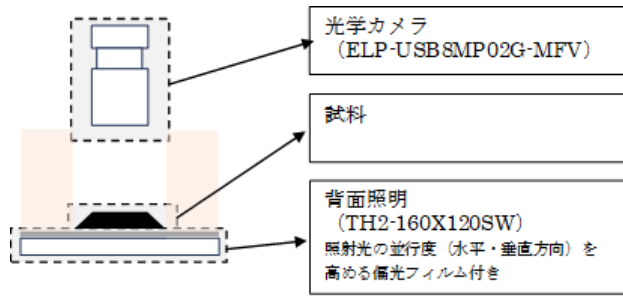 光学カメラ
(ELP-USB8MP02G-MFV)
試料
背面照明
(TH2-160X120SW)
照射光の並行度（水平・垂直方向）を
高める偏光フィルム付き